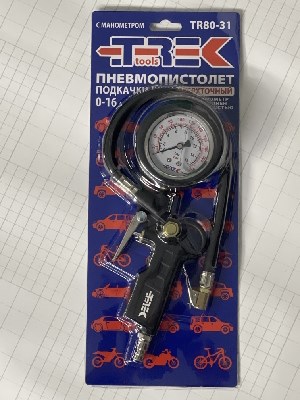 С МАНОМЕТРОМ TR80-31
TREK
tools
ПНЕВМОПИСТОЛЕТ
ПОДКАЧКИ
0-16
TREK